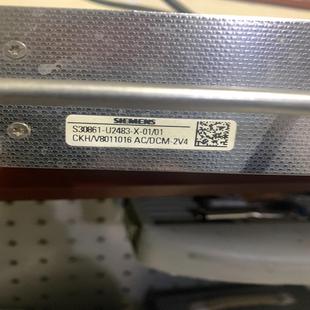 SIEMENS
S30861-U2483-X-01/01
CKH/V8011016 AC/DCM-2V4